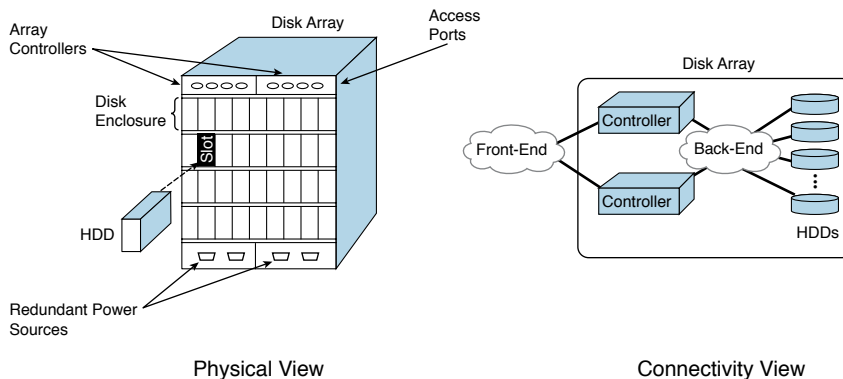 Disk Array
Array
Controllers
Access
Ports
Disk
Enclosure
Slot
HDD
Redundant Power
Sources
Physical View
Disk Array
Front-End
Controller
Controller
Back-End
HDDs
Connectivity View